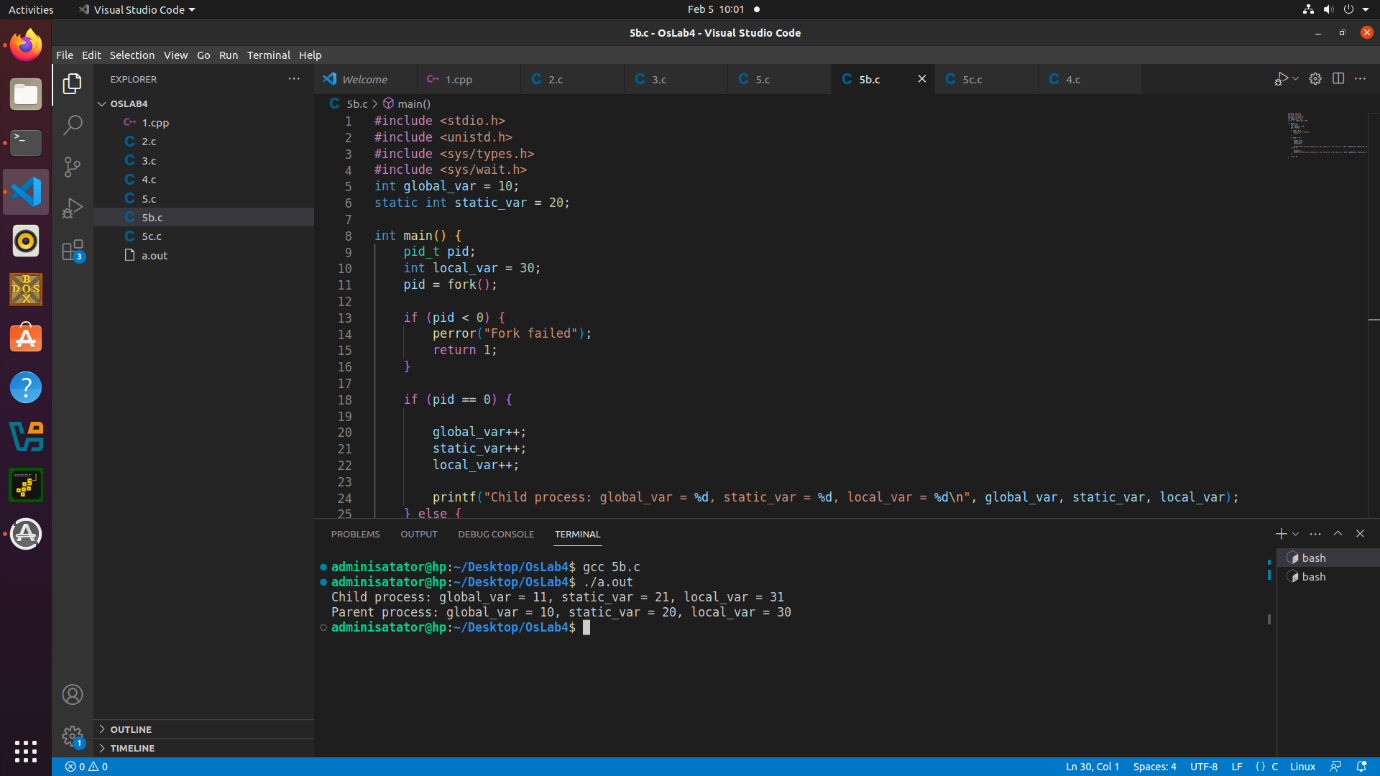 Activities
Visual Studio Code
Feb 5 10:01
5b.c - OsLab4 - Visual Studio Code
File Edit Selection View Go Run Terminal Help
EXPLORER
OSLAB4
1.cpp
2.c
3.c
4.c
5.c
5b.c
5c.c
a.out
OUTLINE
TIMELINE
3
1
Welcome
1.cpp
2.c
3.c
5.c
5b.c
5c.c
4.c
5b.c > main()
1 #include <stdio.h>
2 #include <unistd.h>
3 #include <sys/types.h>
4 #include <sys/wait.h>
5 int global_var = 10;
6 static int static_var = 20;
7
8 int main() {
9 pid_t pid;
10 int local_var = 30;
11 pid = fork();
12
13 if (pid < 0) {
14 perror("Fork failed");
15 return 1;
16 }
17
18 if (pid == 0) {
19
20 global_var++;
21 static_var++;
22 local_var++;
23
24 printf("Child process: global_var = %d, static_var = %d, local_var = %d\n", global_var, static_var, local_var);
25 } else {
PROBLEMS OUTPUT DEBUG CONSOLE TERMINAL
adminisatator@hp:~/Desktop/OsLab4$ gcc 5b.c
adminisatator@hp:~/Desktop/OsLab4$ ./a.out
Child process: global_var = 11, static_var = 21, local_var = 31
Parent process: global_var = 10, static_var = 20, local_var = 30
adminisatator@hp:~/Desktop/OsLab4$
bash
bash
0 0
Ln 30, Col 1 Spaces: 4 UTF-8 LF {} C Linux